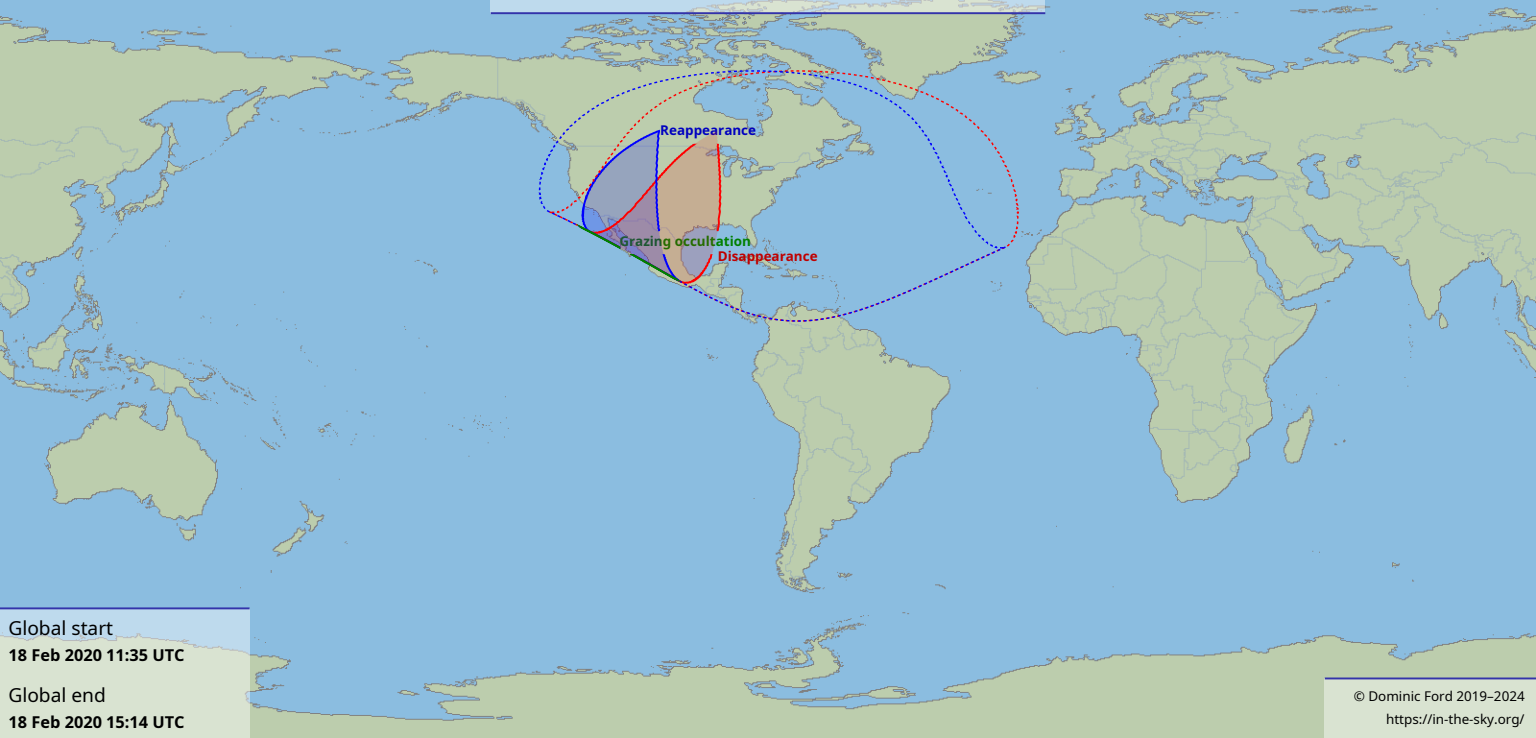 Reappearance
Grazing occultation
Disappearance
Global start
18 Feb 2020 11:35 UTC
Global end
18 Feb 2020 15:14 UTC
© Dominic Ford 2019–2024
https://in-the-sky.org/